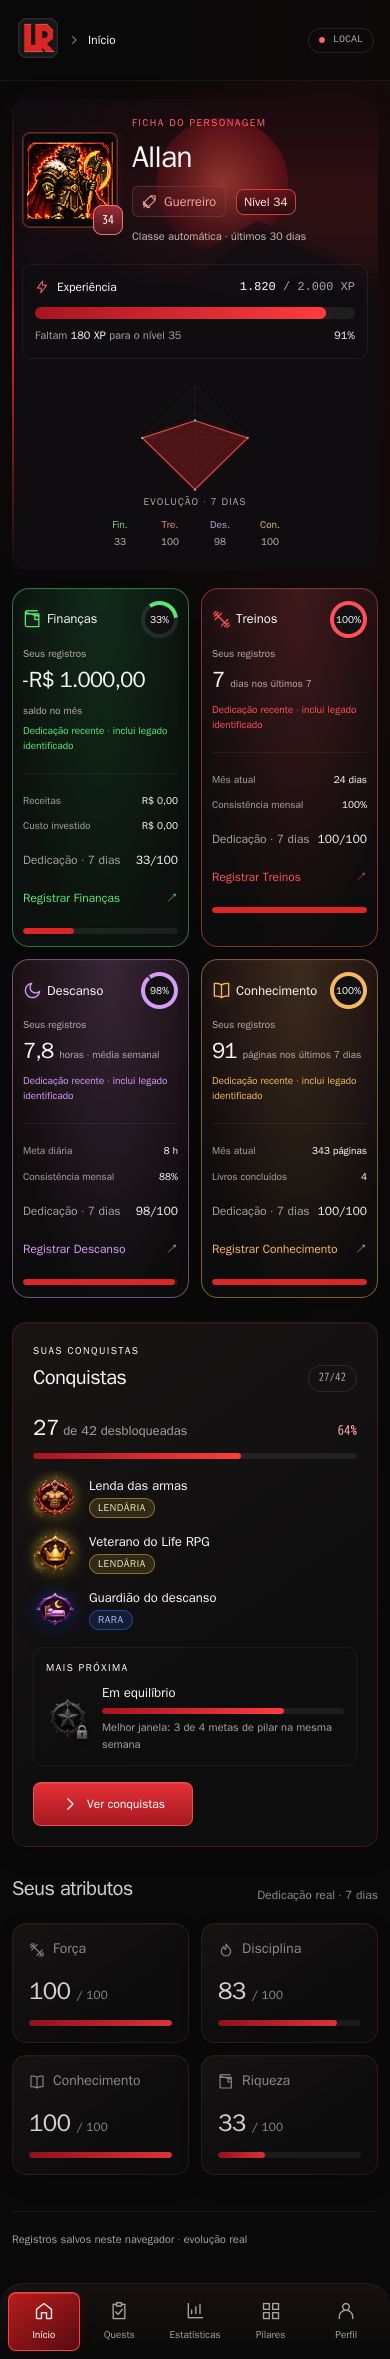 LR
Início
LOCAL
FICHA DO PERSONAGEM
Allan
Guerreiro
Nível 34
34
Classe automática · últimos 30 dias
Experiência
1.820 / 2.000 XP
Faltam 180 XP para o nível 35
91%
EVOLUÇÃO · 7 DIAS
Fin. Tre. Des. Con.
33 100 98 100
Finanças
33%
Seus registros
-R$ 1.000,00
saldo no mês
Dedicação recente · inclui legado
identificado
Receitas R$ 0,00
Custo investido R$ 0,00
Dedicação · 7 dias 33/100
Registrar Finanças ↗
Treinos
100%
Seus registros
7 dias nos últimos 7
Dedicação recente · inclui legado
identificado
Mês atual 24 dias
Consistência mensal 100%
Dedicação · 7 dias 100/100
Registrar Treinos ↗
Descanso
98%
Seus registros
7,8 horas · média semanal
Dedicação recente · inclui legado
identificado
Meta diária 8 h
Consistência mensal 88%
Dedicação · 7 dias 98/100
Registrar Descanso ↗
Conhecimento
100%
Seus registros
91 páginas nos últimos 7 dias
Dedicação recente · inclui legado
identificado
Mês atual 343 páginas
Livros concluídos 4
Dedicação · 7 dias 100/100
Registrar Conhecimento ↗
SUAS CONQUISTAS
Conquistas
27/42
27 de 42 desbloqueadas
64%
Lenda das armas
LENDÁRIA
Veterano do Life RPG
LENDÁRIA
Guardião do descanso
RARA
MAIS PRÓXIMA
Em equilíbrio
Melhor janela: 3 de 4 metas de pilar na mesma
semana
Ver conquistas
Seus atributos
Dedicação real · 7 dias
Força
100 / 100
Disciplina
83 / 100
Conhecimento
100 / 100
Riqueza
33 / 100
Registros salvos neste navegador · evolução real
Início
Quests
Estatísticas
Pilares
Perfil